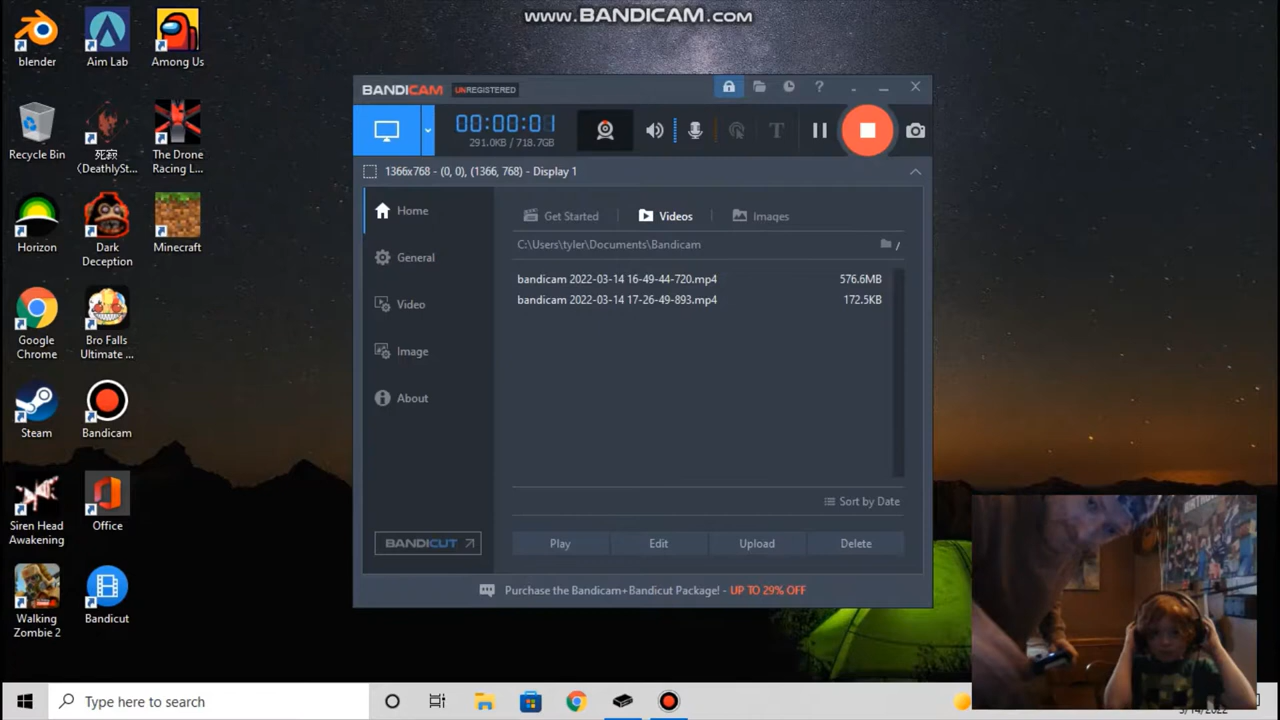 www.BANDICAM.com
blender
Aim Lab
Among Us
Recycle Bin
死寂
(DeathlySt...
The Drone
Racing L...
Horizon
Dark
Deception
Minecraft
Google
Chrome
Bro Falls
Ultimate ...
Steam
Bandicam
Siren Head
Awakening
Office
Walking
Zombie 2
Bandicut
BANDICAM UNREGISTERED
00:00:01
291.0KB / 718.7GB
1366x768 - (0, 0), (1366, 768) - Display 1
Home
General
Video
Image
About
BANDICUT
Get Started
Videos
Images
C:\Users\tyler\Documents\Bandicam
/
bandicam 2022-03-14 16-49-44-720.mp4 576.6MB
bandicam 2022-03-14 17-26-49-893.mp4 172.5KB
Sort by Date
Play
Edit
Upload
Delete
Purchase the Bandicam+Bandicut Package! - UP TO 29% OFF
Type here to search